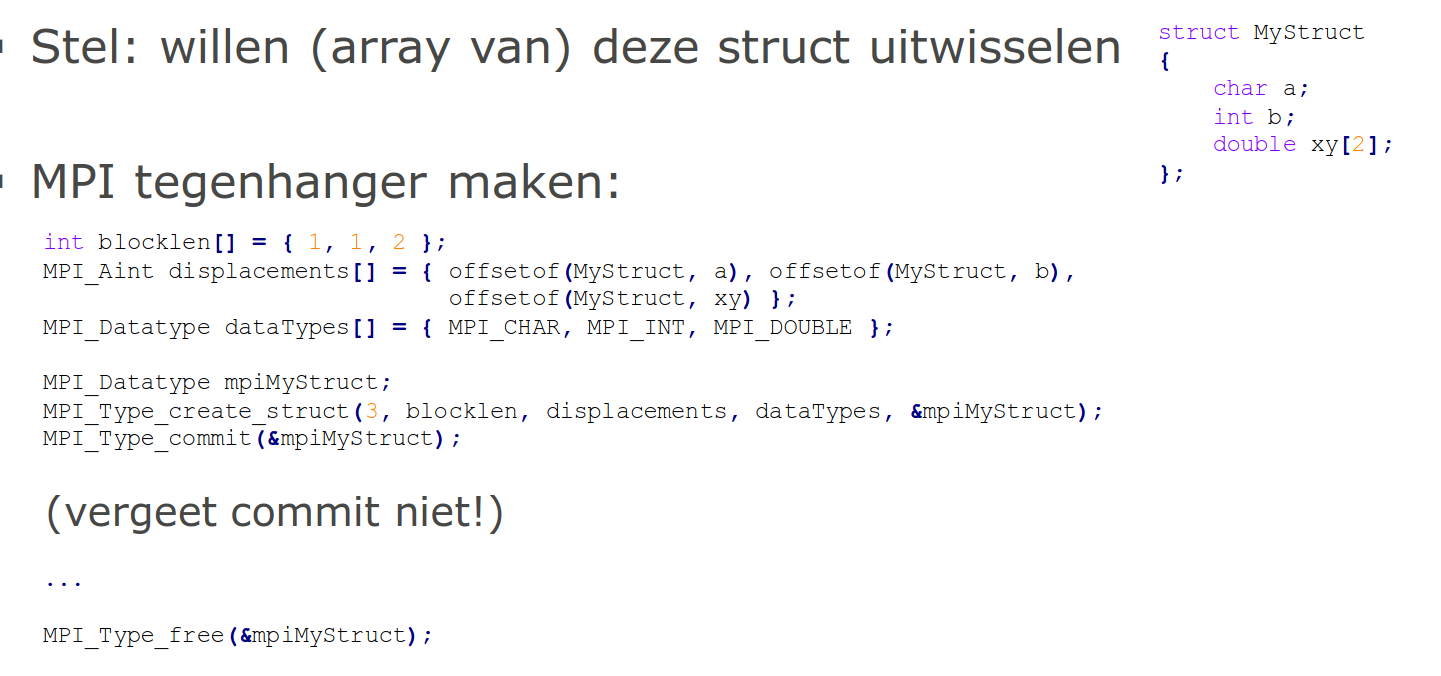 Stel: willen (array van) deze struct uitwisselen
struct MyStruct
{
    char a;
    int b;
    double xy[2];
};
MPI tegenhanger maken:
int blocklen[] = { 1, 1, 2 };
MPI_Aint displacements[] = { offsetof(MyStruct, a), offsetof(MyStruct, b),
                             offsetof(MyStruct, xy) };
MPI_Datatype dataTypes[] = { MPI_CHAR, MPI_INT, MPI_DOUBLE };
MPI_Datatype mpiMyStruct;
MPI_Type_create_struct(3, blocklen, displacements, dataTypes, &mpiMyStruct);
MPI_Type_commit(&mpiMyStruct);
(vergeet commit niet!)
...
MPI_Type_free(&mpiMyStruct);